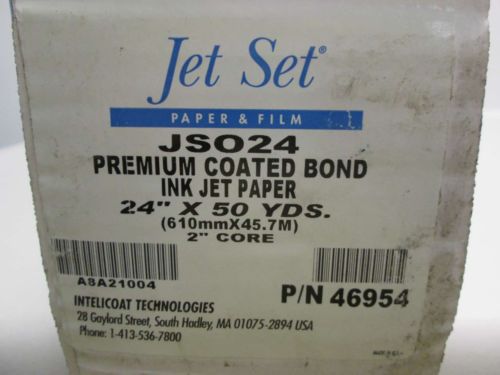 Jet Set®
PAPER & FILM
JSO24
PREMIUM COATED BOND
INK JET PAPER
24" X 50 YDS.
(610mmX45.7M)
2" CORE
A8A21004
P/N 46954
INTELICOAT TECHNOLOGIES
28 Gaylord Street, South Hadley, MA 01075-2894 USA
Phone: 1-413-536-7800